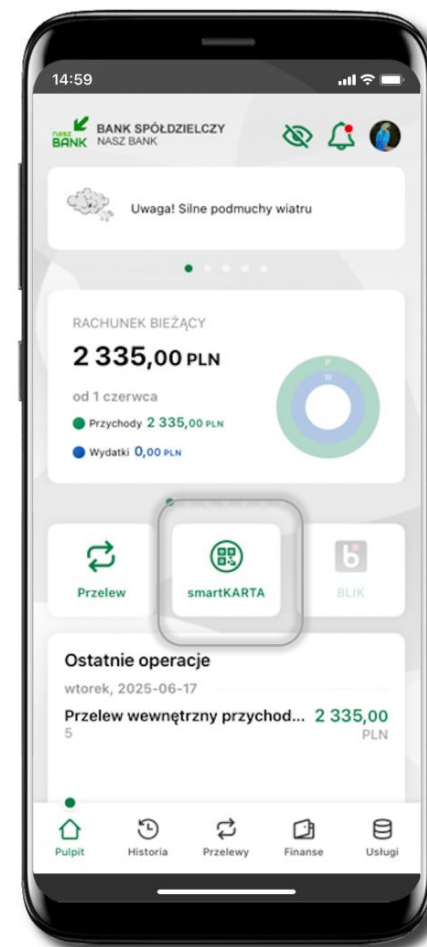 14:59
nasz BANK
BANK SPÓŁDZIELCZY
NASZ BANK
Uwaga! Silne podmuchy wiatru
RACHUNEK BIEŻĄCY
2 335,00 PLN
od 1 czerwca
Przychody 2 335,00 PLN
Wydatki 0,00 PLN
P
W
Przelew
smartKARTA
BLIK
Ostatnie operacje
wtorek, 2025-06-17
Przelew wewnętrzny przychod... 2 335,00
5 PLN
Pulpit Historia Przelewy Finanse Usługi